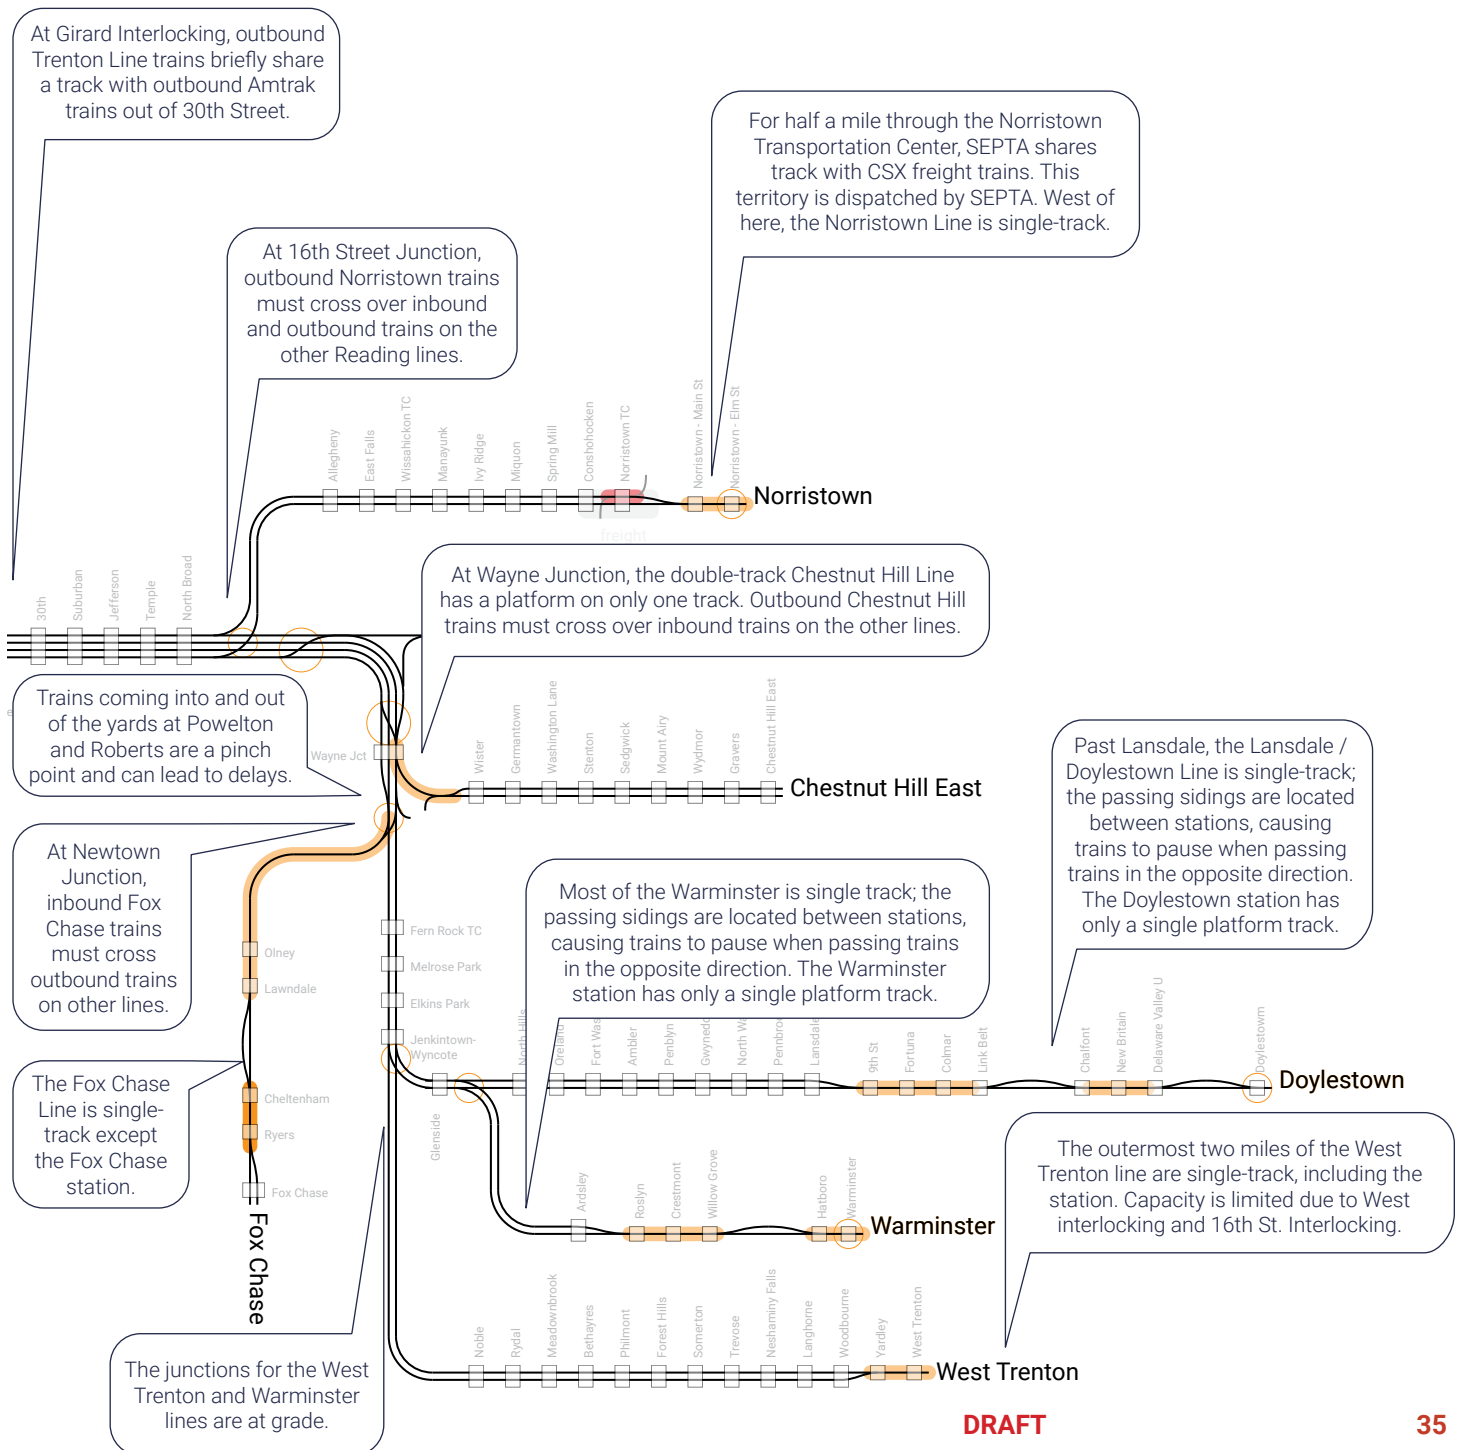 At Girard Interlocking, outbound
Trenton Line trains briefly share
a track with outbound Amtrak
trains out of 30th Street.
For half a mile through the Norristown
Transportation Center, SEPTA shares
track with CSX freight trains. This
territory is dispatched by SEPTA. West of
here, the Norristown Line is single-track.
At 16th Street Junction,
outbound Norristown trains
must cross over inbound
and outbound trains on the
other Reading lines.
Allegheny
East Falls
Wissahickon TC
Manayunk
Ivy Ridge
Miquon
Spring Mill
Conshohocken
Norristown TC
Norristown - Main St
Norristown - Elm St
Norristown
freight
30th
Suburban
Jefferson
Temple
North Broad
At Wayne Junction, the double-track Chestnut Hill Line
has a platform on only one track. Outbound Chestnut Hill
trains must cross over inbound trains on the other lines.
Trains coming into and out
of the yards at Powelton
and Roberts are a pinch
point and can lead to delays.
Wayne Jct
Wister
Germantown
Washington Lane
Stenton
Sedgwick
Mount Airy
Wydmor
Gravers
Chestnut Hill East
Chestnut Hill East
Past Lansdale, the Lansdale /
Doylestown Line is single-track;
the passing sidings are located
between stations, causing
trains to pause when passing
trains in the opposite direction.
The Doylestown station has
only a single platform track.
At Newtown
Junction,
inbound Fox
Chase trains
must cross
outbound trains
on other lines.
Most of the Warminster is single track; the
passing sidings are located between stations,
causing trains to pause when passing trains
in the opposite direction. The Warminster
station has only a single platform track.
Olney
Lawndale
Fern Rock TC
Melrose Park
Elkins Park
Jenkintown-
Wyncote
The Fox Chase
Line is single-
track except
the Fox Chase
station.
Cheltenham
Ryers
Fox Chase
Fox Chase
Glenside
North Hills
Oreland
Fort Was
Ambler
Penblyn
Gwynedd
North Wa
Pennbroo
Lansdale
9th St
Fortuna
Colmar
Link Belt
Chalfont
New Britain
Delaware Valley U
Doylestowm
Doylestown
The outermost two miles of the West
Trenton line are single-track, including the
station. Capacity is limited due to West
interlocking and 16th St. Interlocking.
Ardsley
Roslyn
Crestmont
Willow Grove
Hatboro
Warminster
Warminster
The junctions for the West
Trenton and Warminster
lines are at grade.
Noble
Rydal
Meadownbrook
Bethayres
Philmont
Forest Hills
Somerton
Trevose
Neshaminy Falls
Langhorne
Woodbourne
Yardley
West Trenton
West Trenton
DRAFT
35